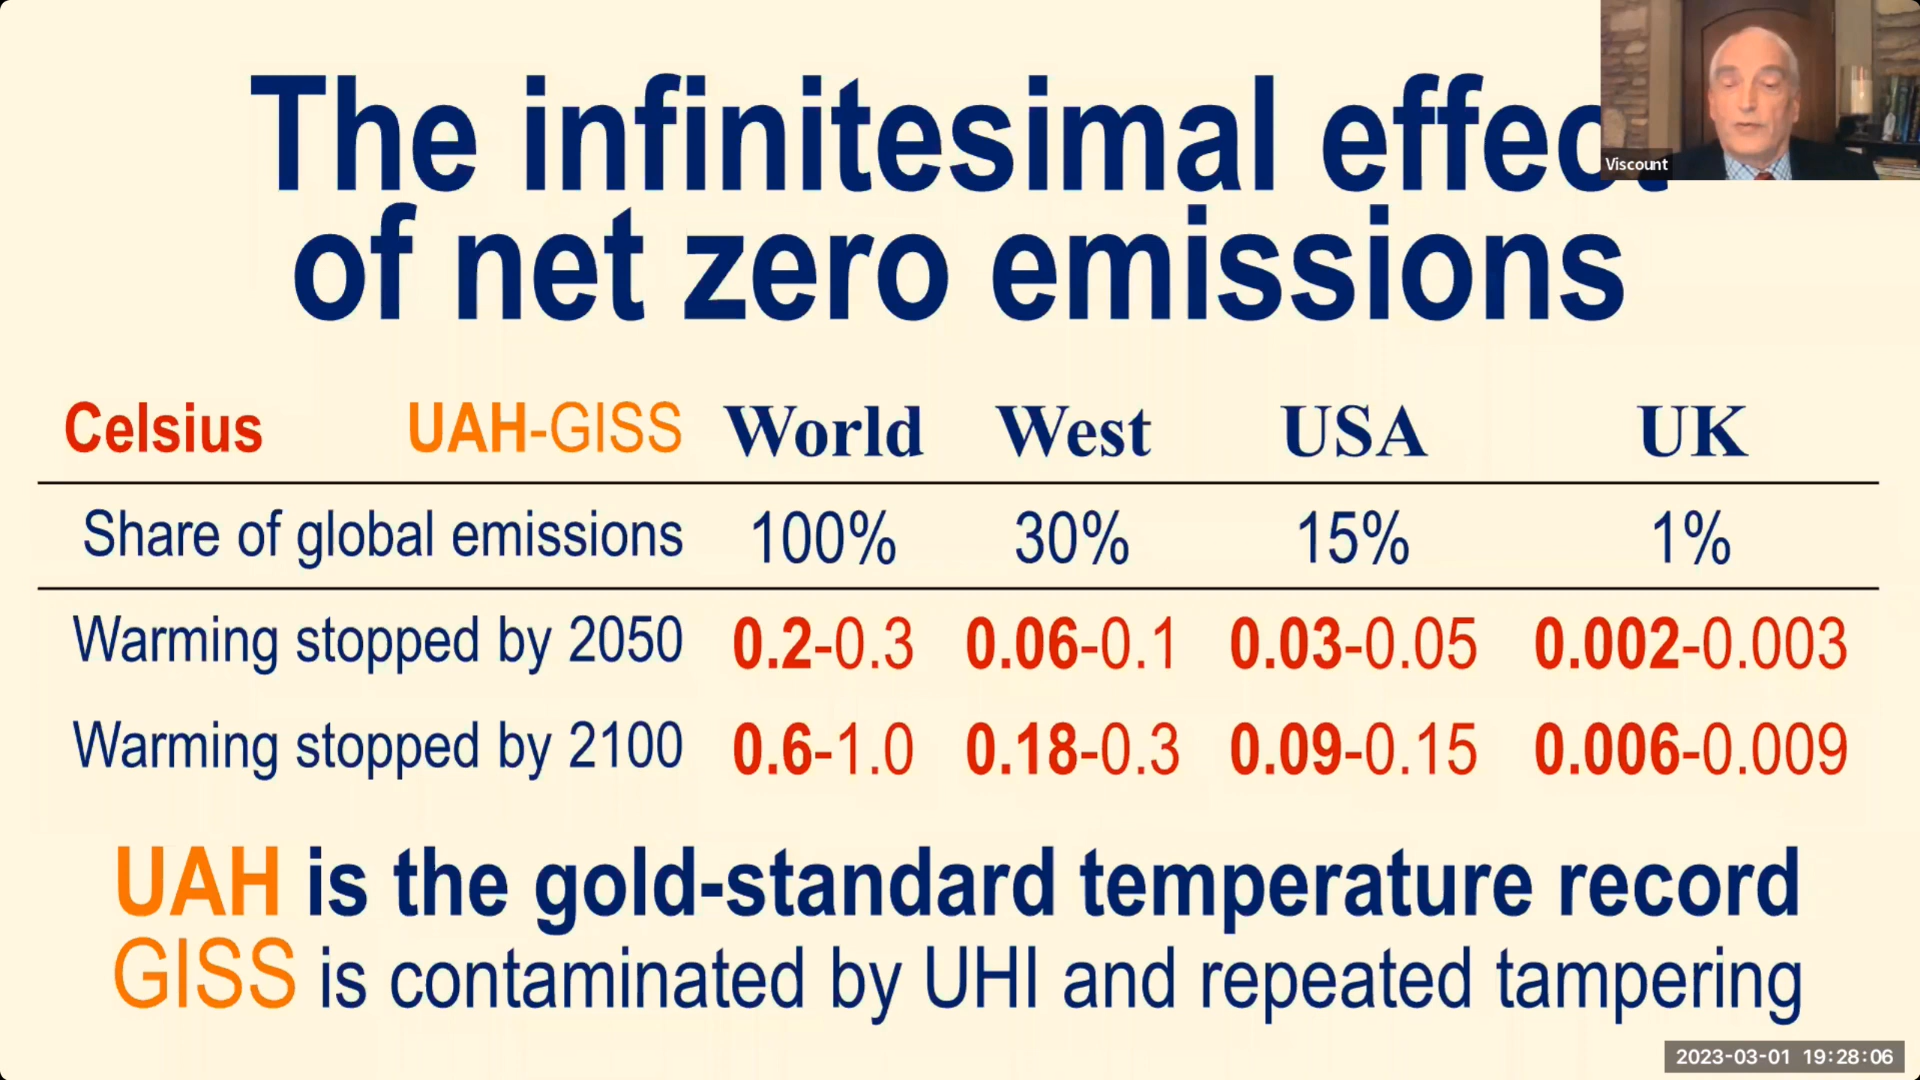 The infinitesimal effect
of net zero emissions
Viscount
Celsius UAH-GISS World West USA UK
Share of global emissions 100% 30% 15% 1%
Warming stopped by 2050 0.2-0.3 0.06-0.1 0.03-0.05 0.002-0.003
Warming stopped by 2100 0.6-1.0 0.18-0.3 0.09-0.15 0.006-0.009
UAH is the gold-standard temperature record
GISS is contaminated by UHI and repeated tampering
2023-03-01 19:28:06